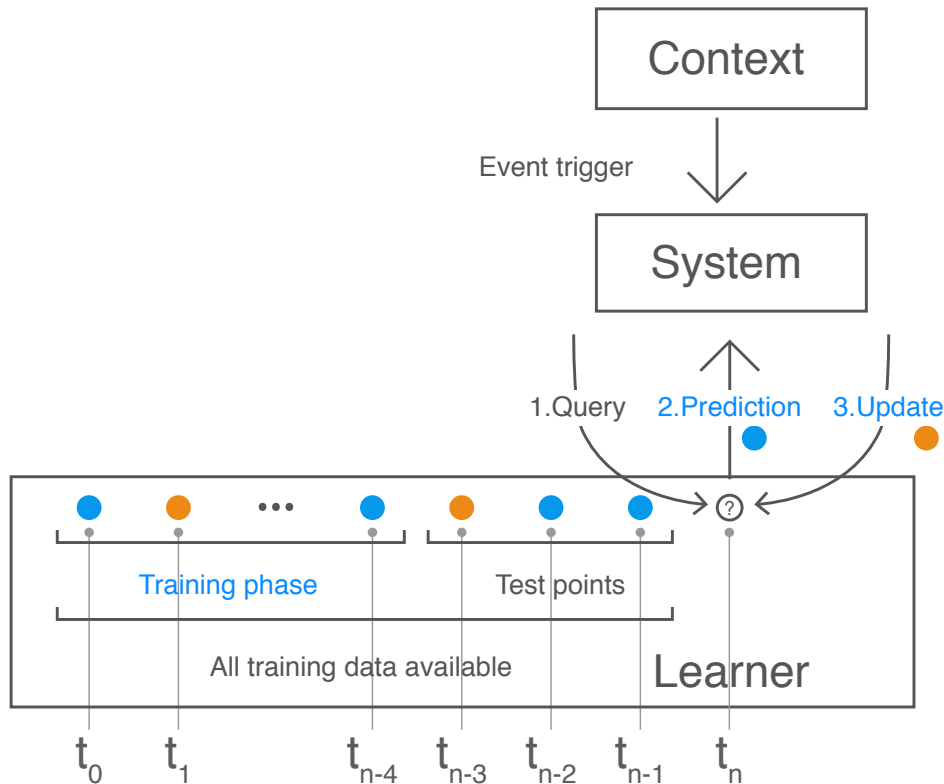 Context
Event trigger
System
1.Query 2.Prediction 3.Update
••• ?
Training phase Test points
All training data available
Learner
t0 t1 tn-4 tn-3 tn-2 tn-1 tn